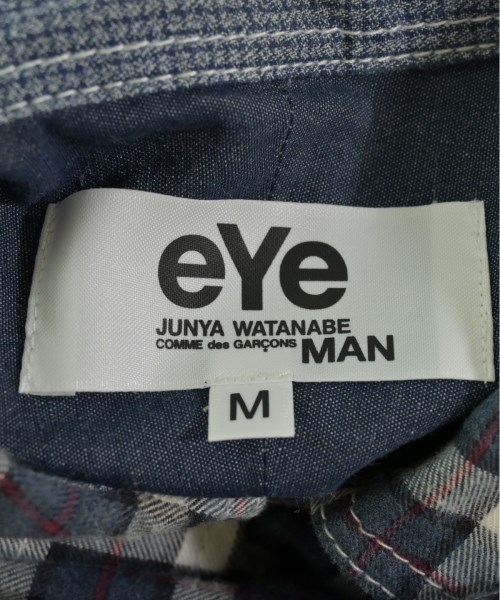 eYe
JUNYA WATANABE
COMME des GARÇONS MAN
M